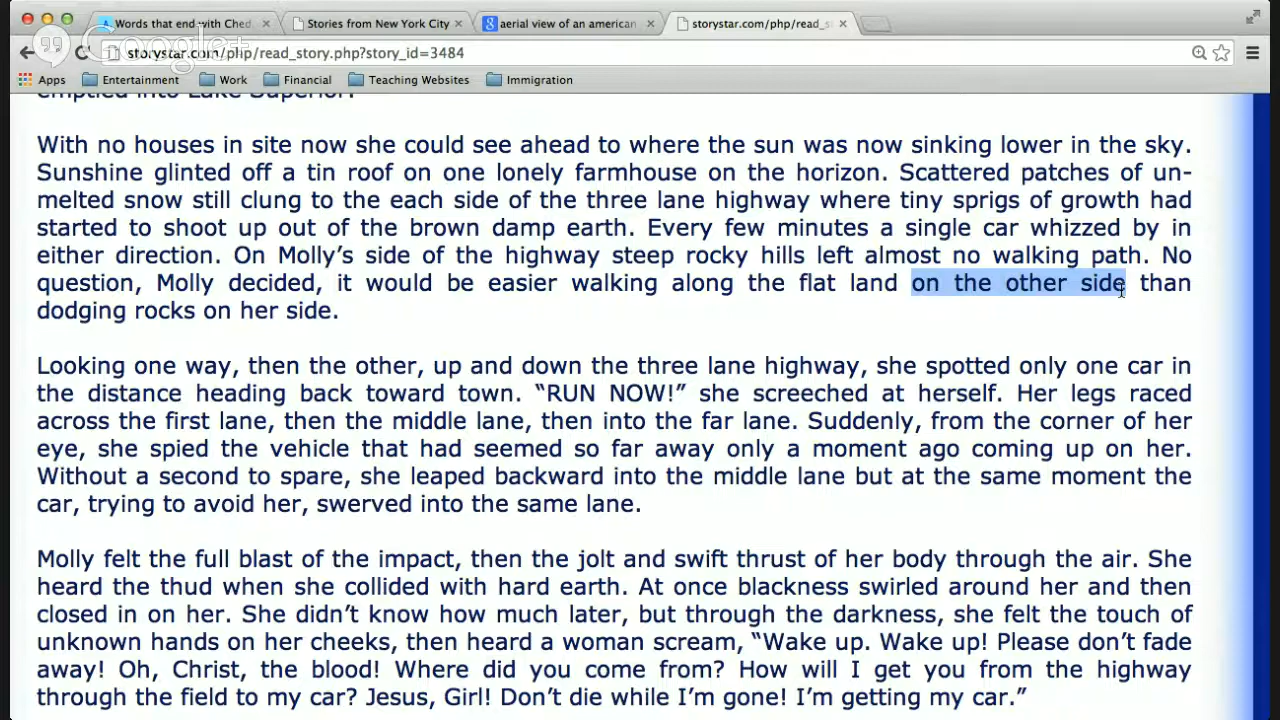 Words that end with Ched
Stories from New York City
aerial view of an american
storystar.com/php/read_s
Google+
storystar.com/php/read_story.php?story_id=3484
Apps Entertainment Work Financial Teaching Websites Immigration
emptied into Lake Superior.
With no houses in site now she could see ahead to where the sun was now sinking lower in the sky.
Sunshine glinted off a tin roof on one lonely farmhouse on the horizon. Scattered patches of un-
melted snow still clung to the each side of the three lane highway where tiny sprigs of growth had
started to shoot up out of the brown damp earth. Every few minutes a single car whizzed by in
either direction. On Molly’s side of the highway steep rocky hills left almost no walking path. No
question, Molly decided, it would be easier walking along the flat land on the other side than
dodging rocks on her side.
Looking one way, then the other, up and down the three lane highway, she spotted only one car in
the distance heading back toward town. “RUN NOW!” she screeched at herself. Her legs raced
across the first lane, then the middle lane, then into the far lane. Suddenly, from the corner of her
eye, she spied the vehicle that had seemed so far away only a moment ago coming up on her.
Without a second to spare, she leaped backward into the middle lane but at the same moment the
car, trying to avoid her, swerved into the same lane.
Molly felt the full blast of the impact, then the jolt and swift thrust of her body through the air. She
heard the thud when she collided with hard earth. At once blackness swirled around her and then
closed in on her. She didn’t know how much later, but through the darkness, she felt the touch of
unknown hands on her cheeks, then heard a woman scream, “Wake up. Wake up! Please don’t fade
away! Oh, Christ, the blood! Where did you come from? How will I get you from the highway
through the field to my car? Jesus, Girl! Don’t die while I’m gone! I’m getting my car.”